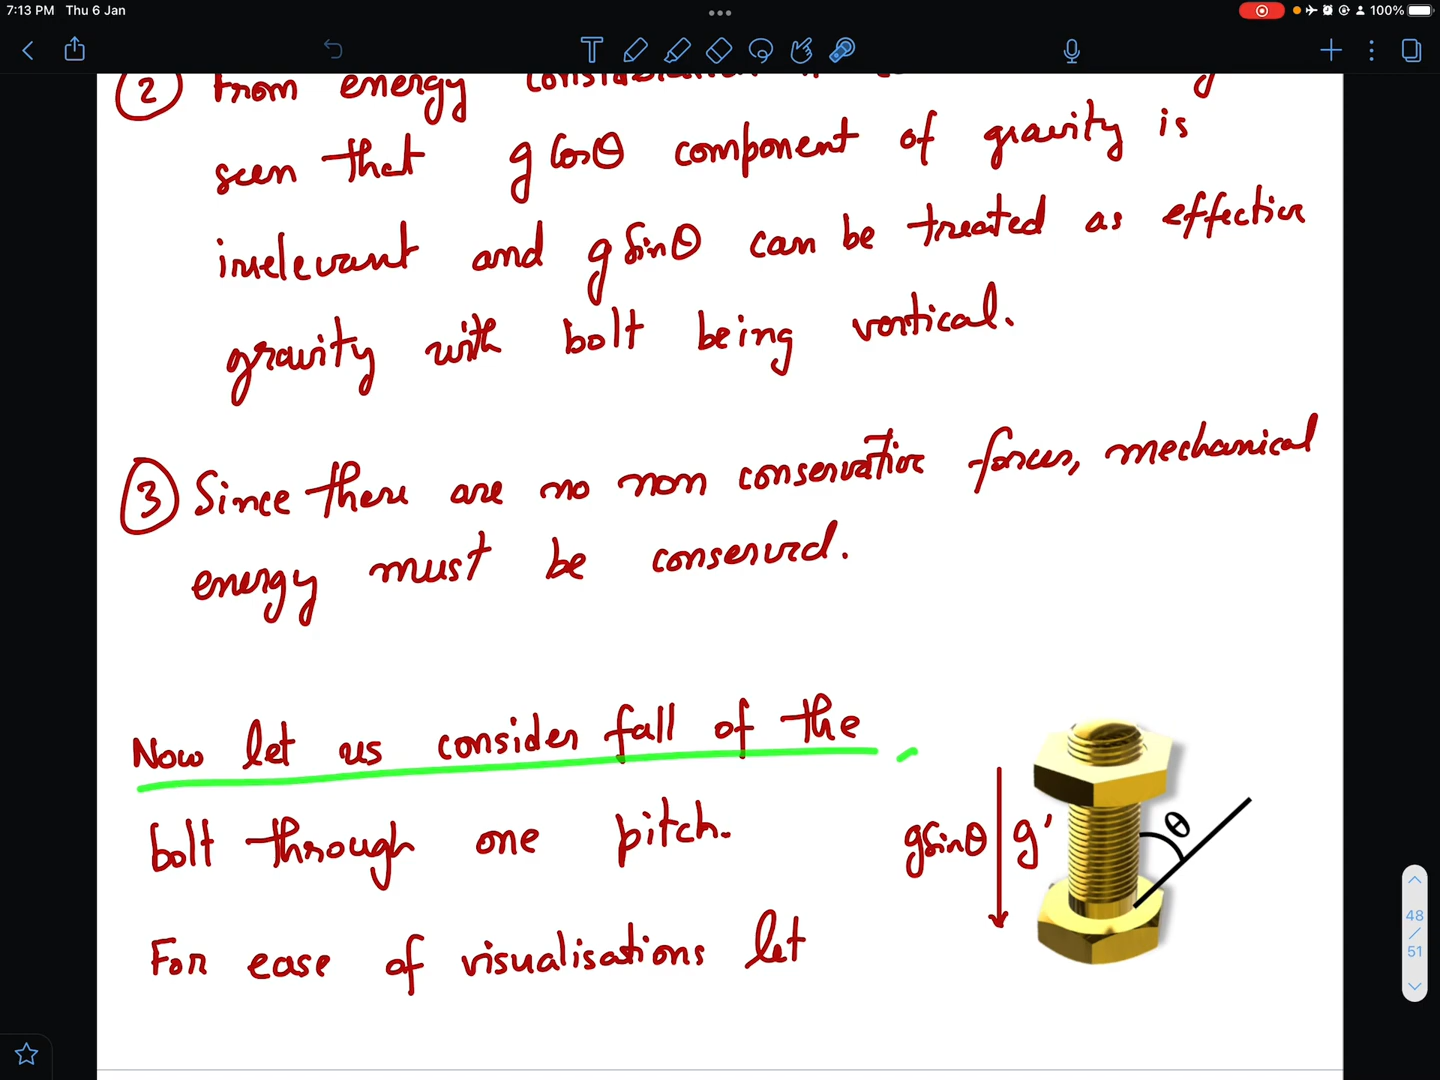 7:13 PM Thu 6 Jan
100%
② From energy
seen that g Cosθ component of gravity is
irrelevant and g Sinθ can be treated as effective
gravity with bolt being vertical.
③ Since there are no non conservative forces, mechanical
energy must be conserved.
Now let us consider fall of the
bolt through one pitch.
For ease of visualisations let
gSinθ g' θ
48
/
51